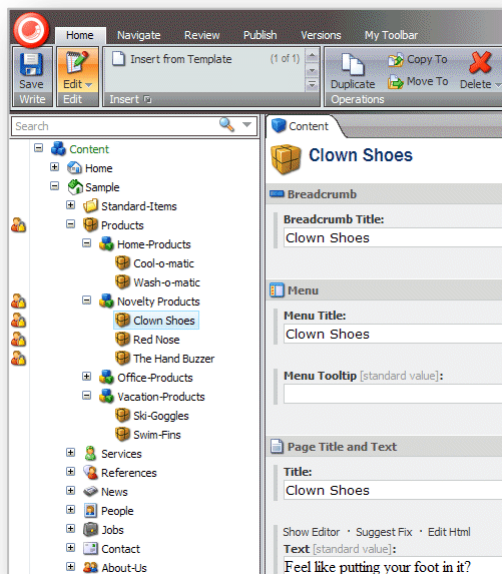 Home Navigate Review Publish Versions My Toolbar
Insert from Template (1 of 1)
Copy To
Move To
Save Edit Duplicate Delete
Write Edit Insert Operations
Search
Content
Home
Sample
Standard-Items
Products
Home-Products
Cool-o-matic
Wash-o-matic
Novelty Products
Clown Shoes
Red Nose
The Hand Buzzer
Office-Products
Vacation-Products
Ski-Goggles
Swim-Fins
Services
References
News
People
Jobs
Contact
About-Us
Content
Clown Shoes
Breadcrumb
Breadcrumb Title:
Clown Shoes
Menu
Menu Title:
Clown Shoes
Menu Tooltip [standard value]:
Page Title and Text
Title:
Clown Shoes
Show Editor · Suggest Fix · Edit Html
Text [standard value]:
Feel like putting your foot in it?